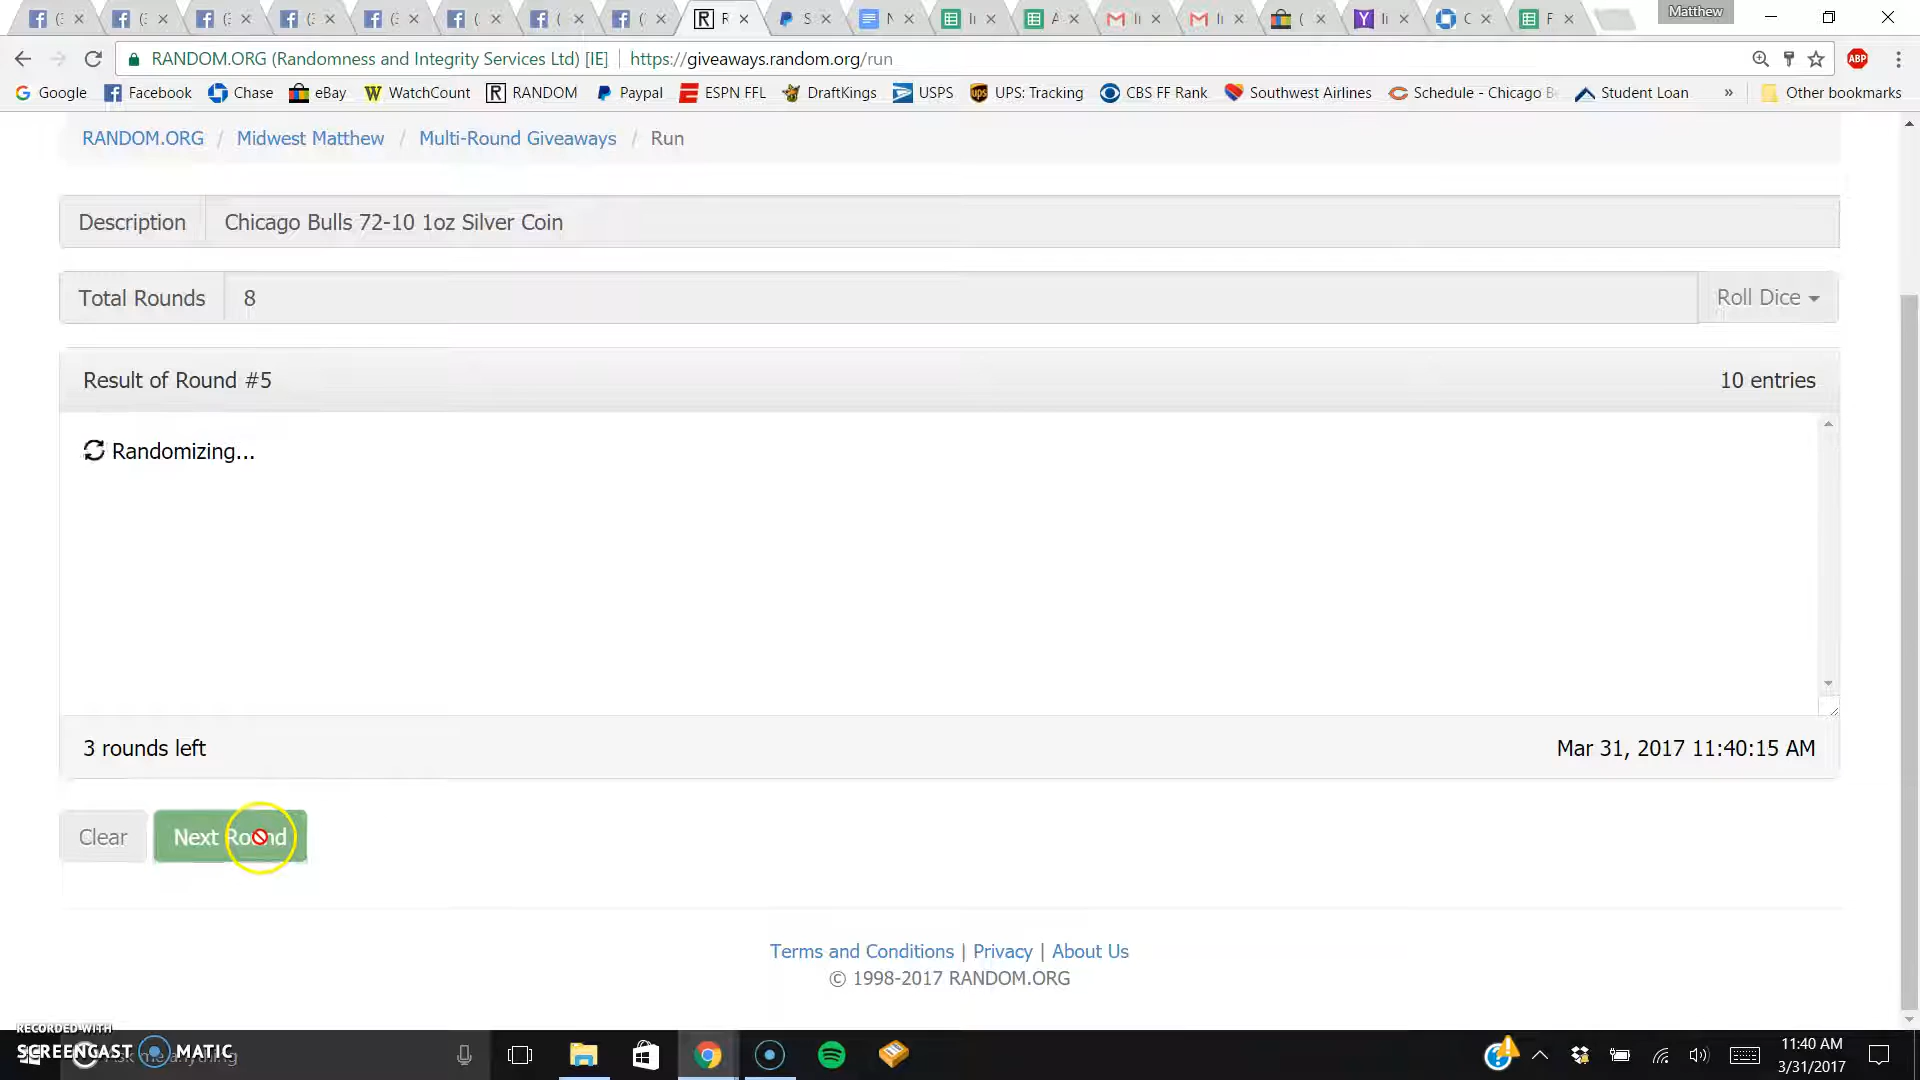 Matthew
RANDOM.ORG (Randomness and Integrity Services Ltd) [IE] https://giveaways.random.org/run
ABP
Google Facebook Chase eBay WatchCount RANDOM Paypal ESPN FFL DraftKings USPS UPS: Tracking CBS FF Rank Southwest Airlines Schedule - Chicago Be Student Loan » Other bookmarks
RANDOM.ORG / Midwest Matthew / Multi-Round Giveaways / Run
Description Chicago Bulls 72-10 1oz Silver Coin
Total Rounds 8 Roll Dice
Result of Round #5 10 entries
Randomizing...
3 rounds left Mar 31, 2017 11:40:15 AM
Clear Next Round
Terms and Conditions | Privacy | About Us
© 1998-2017 RANDOM.ORG
RECORDED WITH
SCREENCAST MATIC
11:40 AM
3/31/2017